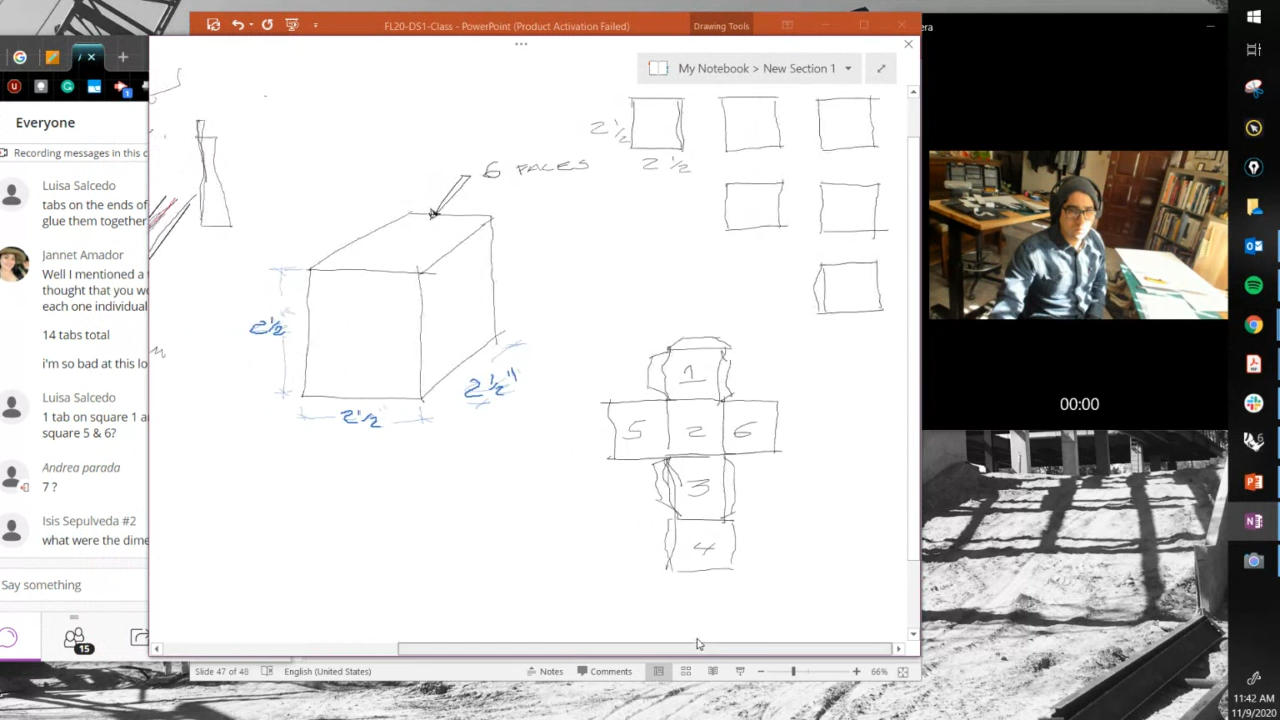 FL20-DS1-Class - PowerPoint (Product Activation Failed)
Drawing Tools
My Notebook > New Section 1
Everyone
Recording messages in this c
Luisa Salcedo
tabs on the ends of
glue them together
Jannet Amador
Well I mentioned a
thought that you w
each one individual
14 tabs total
i'm so bad at this lo
Luisa Salcedo
1 tab on square 1 a
square 5 & 6?
Andrea parada
7 ?
Isis Sepulveda #2
what were the dime
Say something
15
6 FACES
2 1/2
2 1/2
2 1/2"
2 1/2
2 1/2
1
5 2 6
3
4
00:00
Slide 47 of 48
English (United States)
Notes
Comments
66%
11:42 AM
11/9/2020